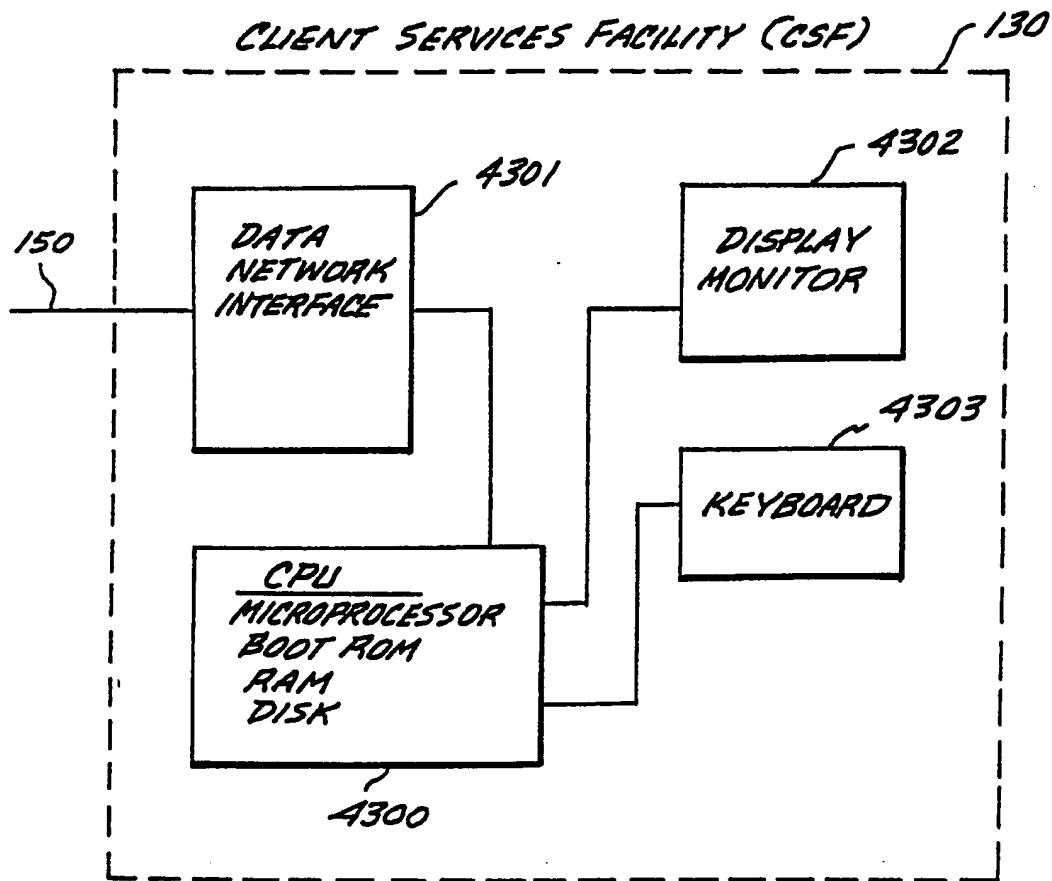 CLIENT SERVICES FACILITY (CSF)
130
4301
4302
150
DATA
NETWORK
INTERFACE
DISPLAY
MONITOR
4303
KEYBOARD
CPU
MICROPROCESSOR
BOOT ROM
RAM
DISK
4300